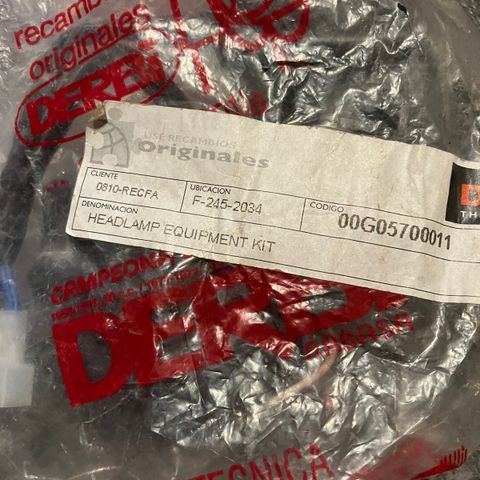 recambios
originales
DERBI
USE RECAMBIOS
Originales
CLIENTE
0810-RECFA
UBICACION
F-245-2034
CODIGO
00G05700011
DENOMINACION
HEADLAMP EQUIPMENT KIT
D
TH
DERBI
TECNICA